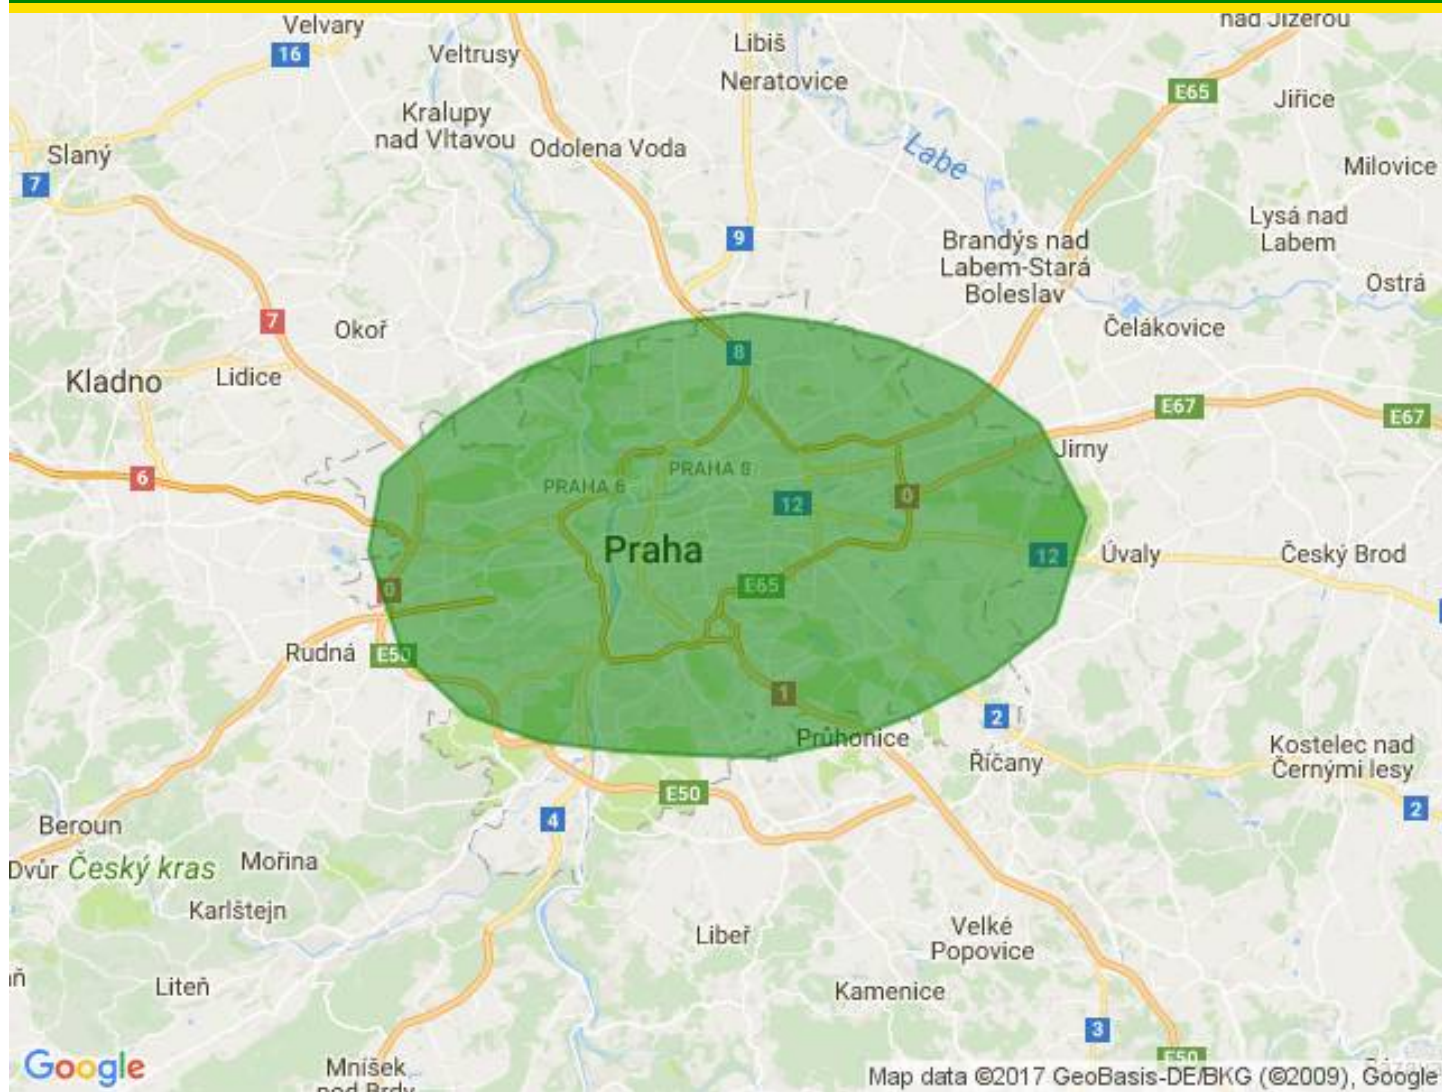 nad Jizerou
Velvary
16
Veltrusy
Libiš
Neratovice
E65
Jiřice
Kralupy
nad Vltavou
Odolena Voda
Labe
Slaný
7
Milovice
9
Brandýs nad
Labem-Stará
Boleslav
Lysá nad
Labem
Ostrá
7
Okoř
Čelákovice
8
Kladno
Lidice
E67
E67
Jirny
6
PRAHA 8
PRAHA 6
12
0
Praha
12
Úvaly
Český Brod
0
E65
Rudná
E50
1
2
Průhonice
Říčany
Kostelec nad
Černými lesy
E50
4
2
Beroun
Dvůr
Český kras
Mořina
Karlštejn
Libeř
Velké
Popovice
Liteň
Kamenice
3
E50
Google
Mníšek
pod Brdy
Map data ©2017 GeoBasis-DE/BKG (©2009), Google